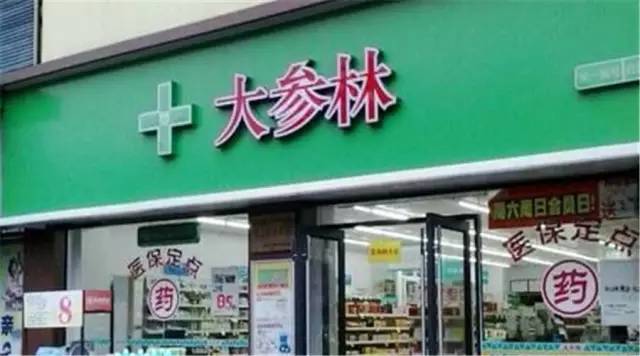 大参林
周六周日会员日!
医保定点
医保定点
药
药
8
85
亲